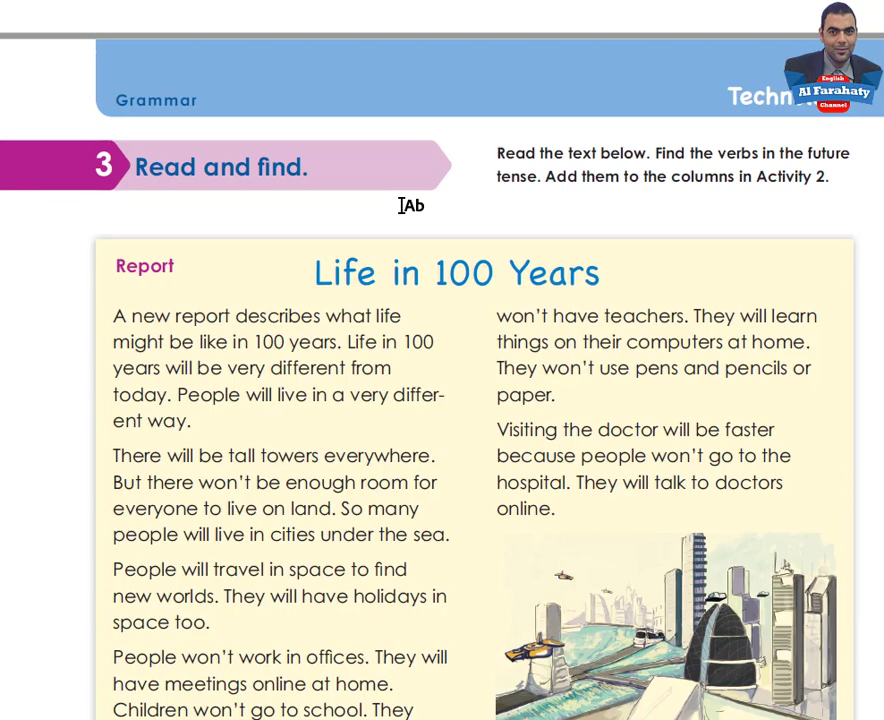 Grammar
English
Al Farahaty
Channel
3 Read and find.
Read the text below. Find the verbs in the future
tense. Add them to the columns in Activity 2.
Ab
Report
Life in 100 Years
A new report describes what life
might be like in 100 years. Life in 100
years will be very different from
today. People will live in a very differ-
ent way.
There will be tall towers everywhere.
But there won't be enough room for
everyone to live on land. So many
people will live in cities under the sea.
People will travel in space to find
new worlds. They will have holidays in
space too.
People won't work in offices. They will
have meetings online at home.
Children won't go to school. They
won't have teachers. They will learn
things on their computers at home.
They won't use pens and pencils or
paper.
Visiting the doctor will be faster
because people won't go to the
hospital. They will talk to doctors
online.